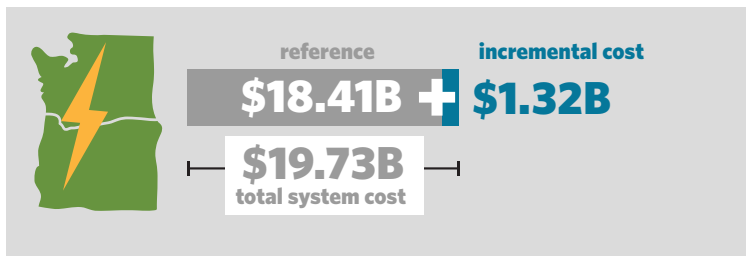 reference
incremental cost
$18.41B + $1.32B
$19.73B
total system cost